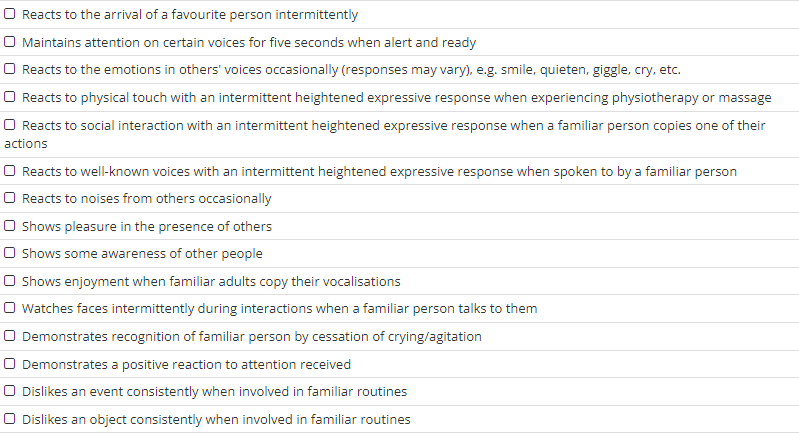 Reacts to the arrival of a favourite person intermittently
Maintains attention on certain voices for five seconds when alert and ready
Reacts to the emotions in others' voices occasionally (responses may vary), e.g. smile, quieten, giggle, cry, etc.
Reacts to physical touch with an intermittent heightened expressive response when experiencing physiotherapy or massage
Reacts to social interaction with an intermittent heightened expressive response when a familiar person copies one of their
actions
Reacts to well-known voices with an intermittent heightened expressive response when spoken to by a familiar person
Reacts to noises from others occasionally
Shows pleasure in the presence of others
Shows some awareness of other people
Shows enjoyment when familiar adults copy their vocalisations
Watches faces intermittently during interactions when a familiar person talks to them
Demonstrates recognition of familiar person by cessation of crying/agitation
Demonstrates a positive reaction to attention received
Dislikes an event consistently when involved in familiar routines
Dislikes an object consistently when involved in familiar routines